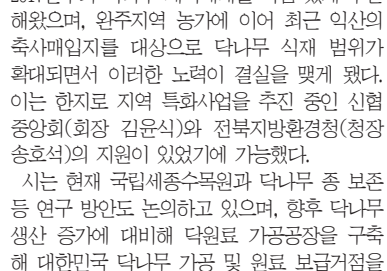 해왔으며, 완주지역 농가에 이어 최근 익산의
축사매입지를 대상으로 닥나무 식재 범위가
확대되면서 이러한 노력이 결실을 맺게 됐다.
이는 한지로 지역 특화사업을 추진 중인 신협
중앙회(회장 김윤식)와 전북지방환경청(청장
송호석)의 지원이 있었기에 가능했다.
시는 현재 국립세종수목원과 닥나무 종 보존
등 연구 방안도 논의하고 있으며, 향후 닥나무
생산 증가에 대비해 닥원료 가공공장을 구축
해 대한민국 닥나무 가공 및 원료 보급거점을